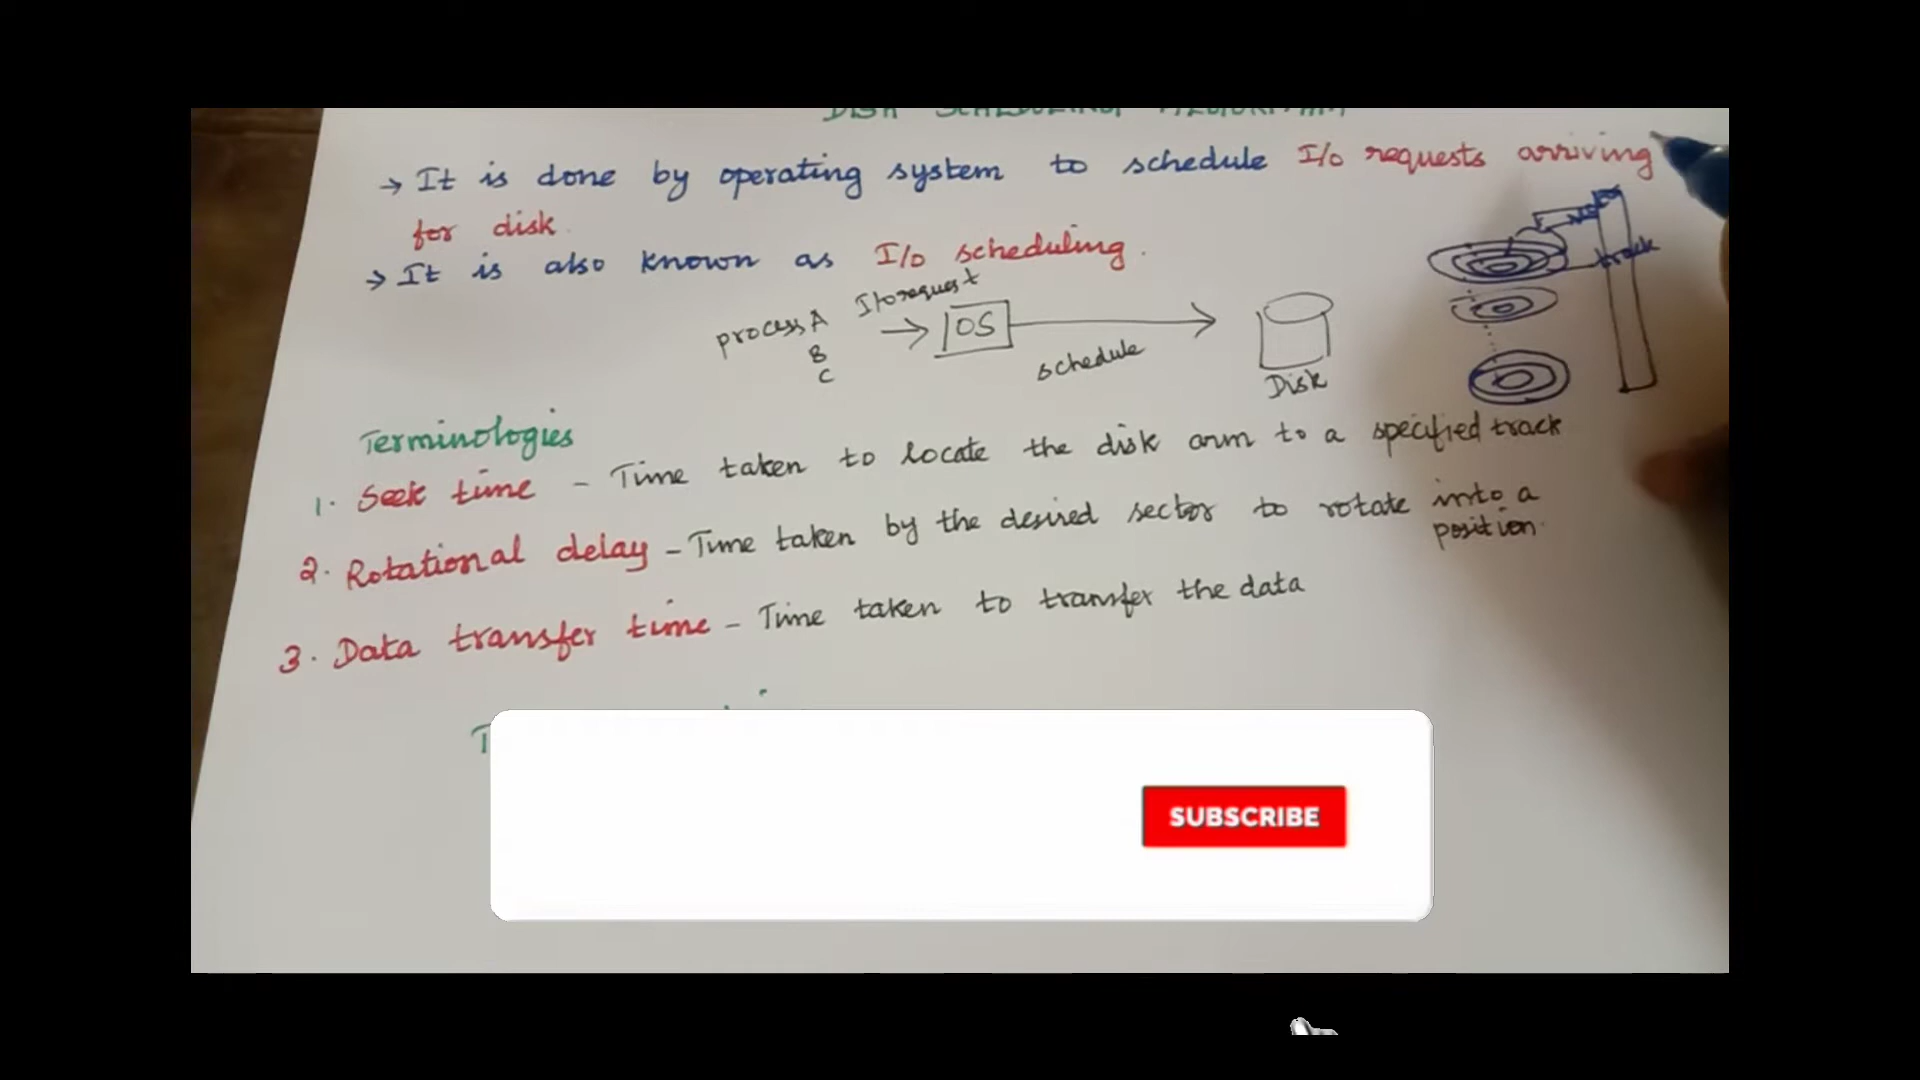 DISK SCHEDULING ALGORITHM
→ It is done by operating system to schedule I/o requests arriving
for disk
→ It is also known as I/o scheduling.
I/o request
process A
B
C
→ OS
schedule
Disk
track
Terminologies
1. Seek time - Time taken to locate the disk arm to a specified track
2. Rotational delay - Time taken by the desired sector to rotate into a
position.
3. Data transfer time - Time taken to transfer the data
SUBSCRIBE